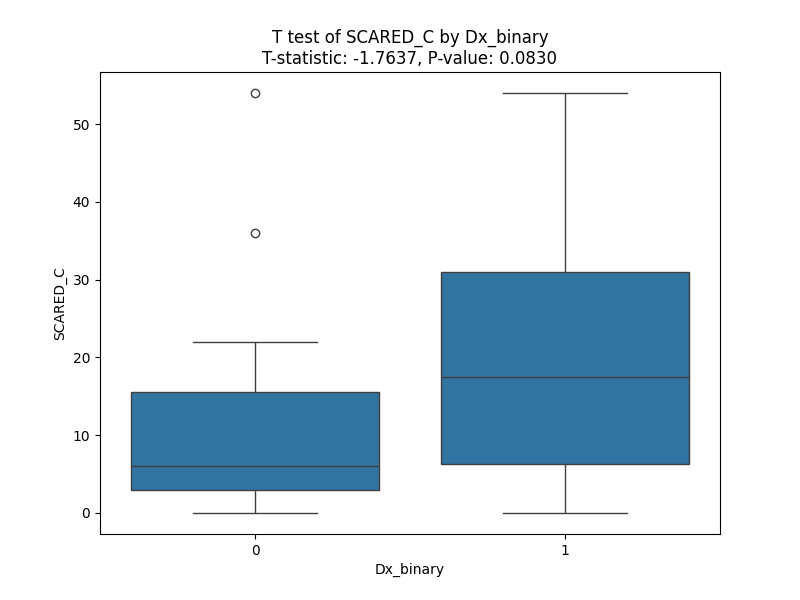 T test of SCARED_C by Dx_binary
T-statistic: -1.7637, P-value: 0.0830
50
40
30
20
10
0
SCARED_C
0
1
Dx_binary